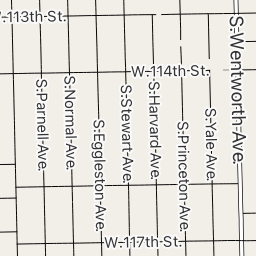 W. 113th St.
W. 114th St.
S. Parnell Ave.
S. Normal Ave.
S. Eggleston Ave.
S. Stewart Ave.
S. Harvard Ave.
S. Princeton Ave.
S. Yale Ave.
S. Wentworth Ave.
W. 117th St.